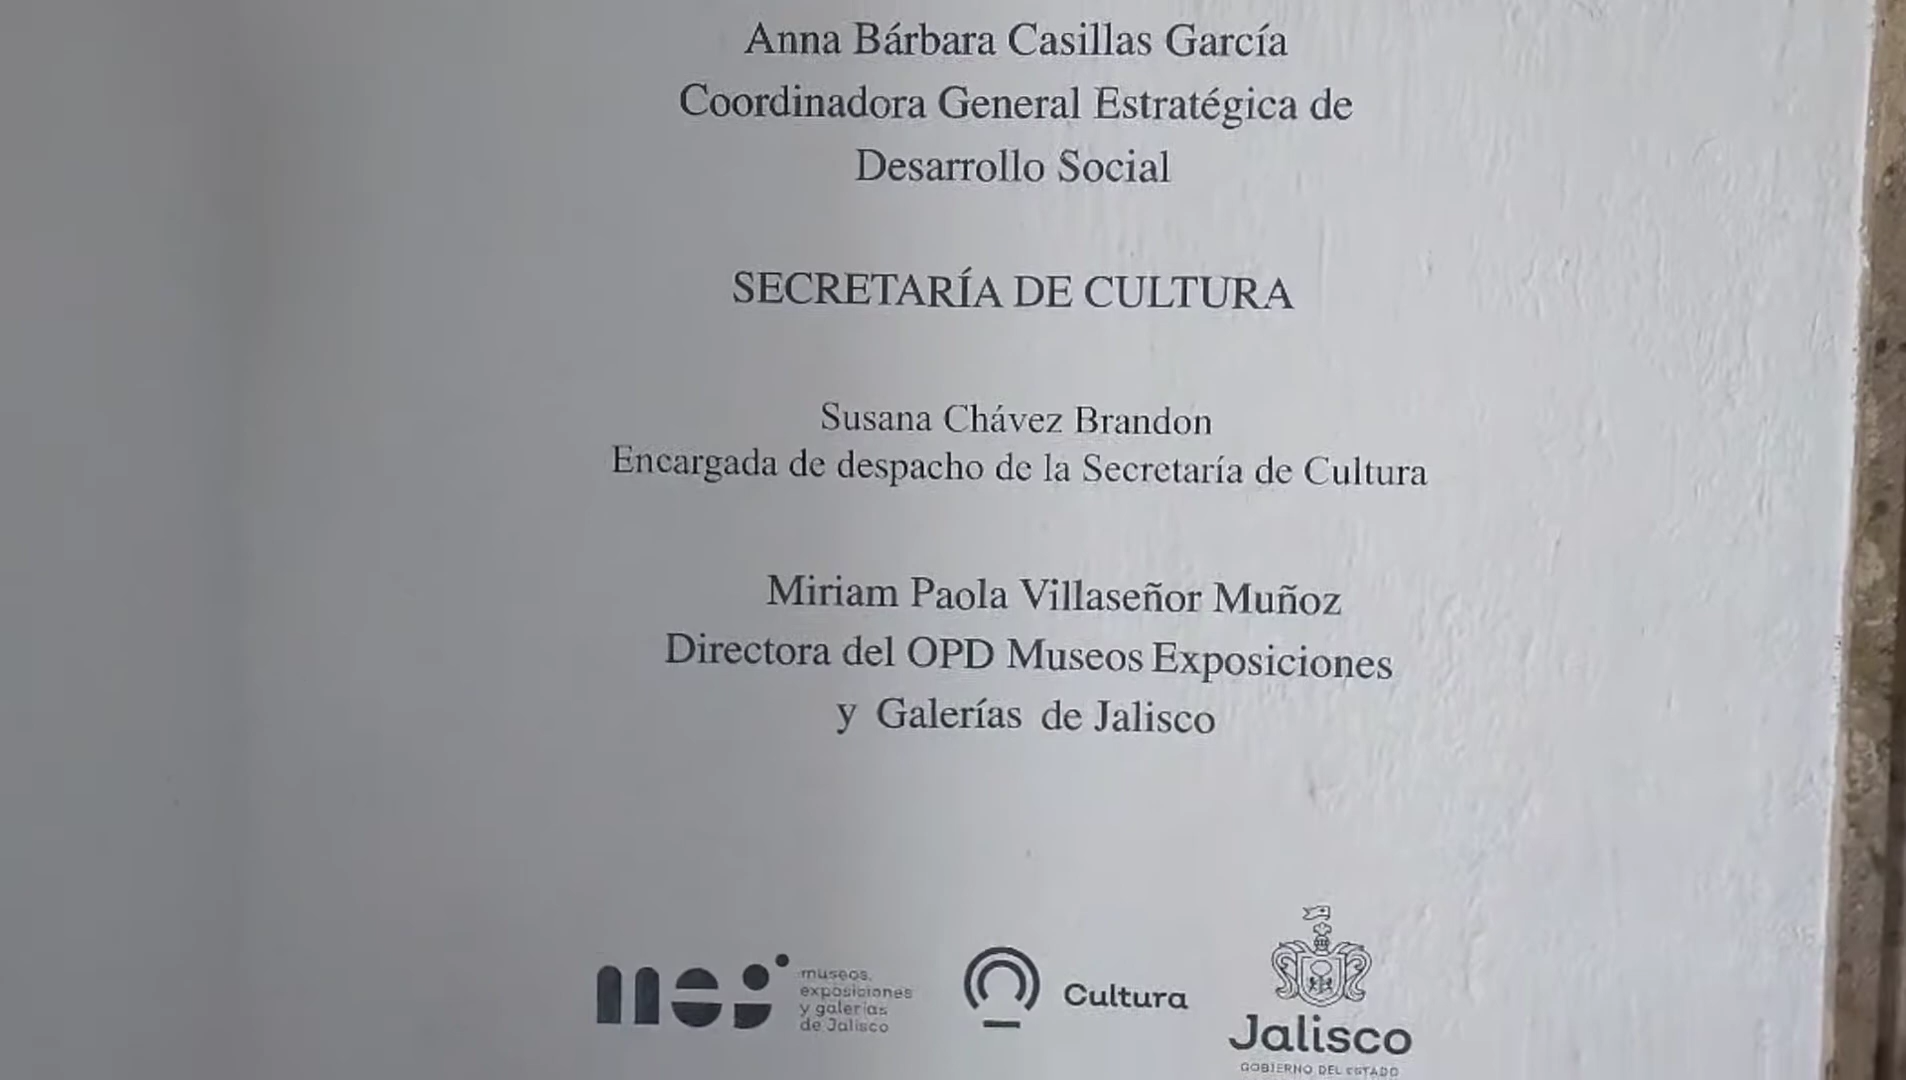 Anna Bárbara Casillas García
Coordinadora General Estratégica de
Desarrollo Social
SECRETARÍA DE CULTURA
Susana Chávez Brandon
Encargada de despacho de la Secretaría de Cultura
Miriam Paola Villaseñor Muñoz
Directora del OPD Museos Exposiciones
y Galerías de Jalisco
museos,
exposiciones
y galerías
de Jalisco
Cultura
Jalisco
GOBIERNO DEL ESTADO